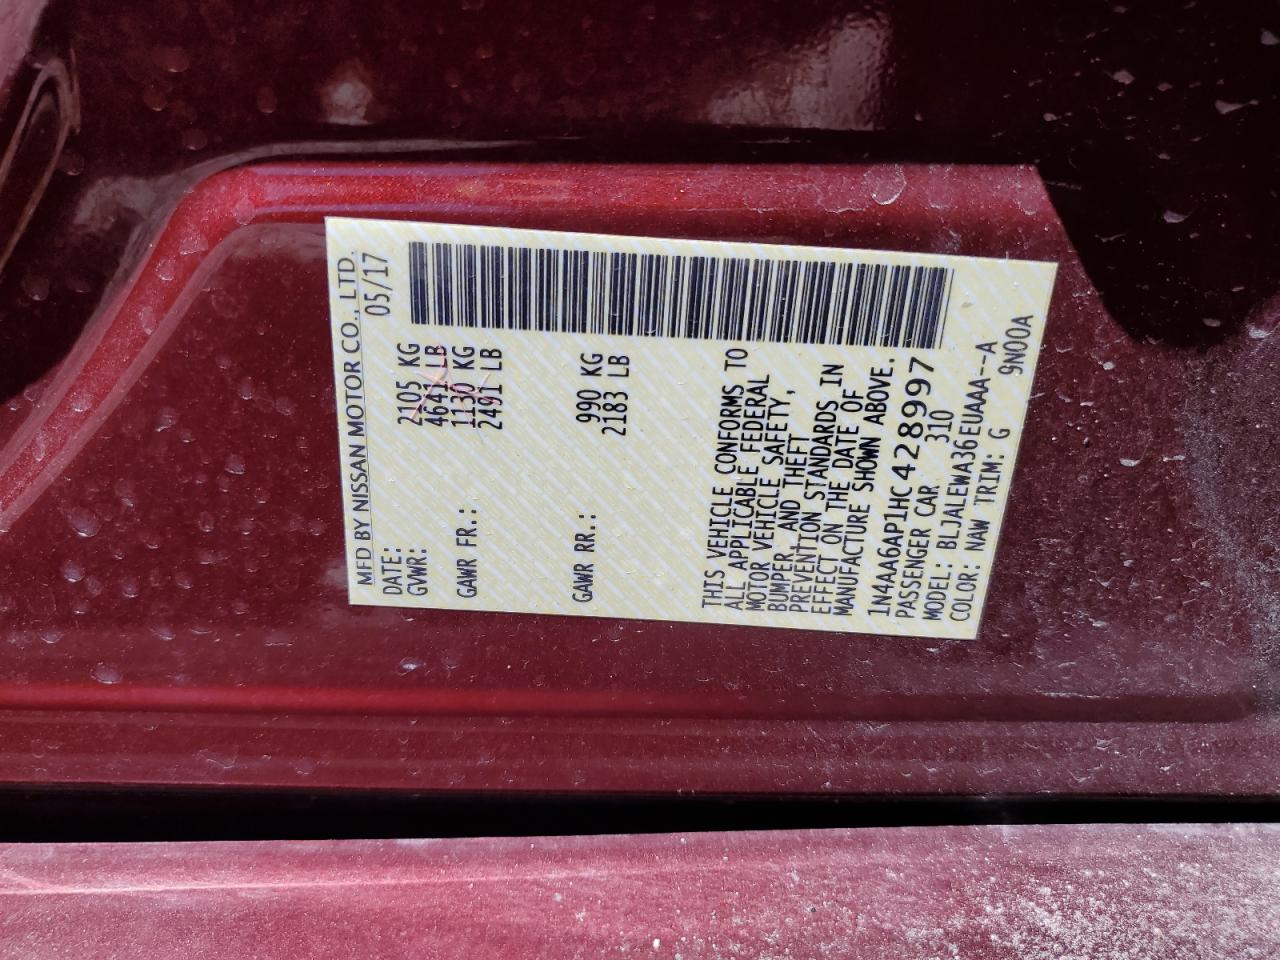 MFD BY NISSAN MOTOR CO., LTD.
DATE: 05/17
GVWR: 2105 KG
4641 LB
GAWR FR.: 1130 KG
2491 LB
GAWR RR.: 990 KG
2183 LB
THIS VEHICLE CONFORMS TO
ALL APPLICABLE FEDERAL
MOTOR VEHICLE SAFETY,
BUMPER, AND THEFT
PREVENTION STANDARDS IN
EFFECT ON THE DATE OF
MANUFACTURE SHOWN ABOVE.
1N4AA6AP1HC428997
PASSENGER CAR 310
MODEL: BLJALEWA36EUAAA--A
COLOR: NAW TRIM: G 9N00A